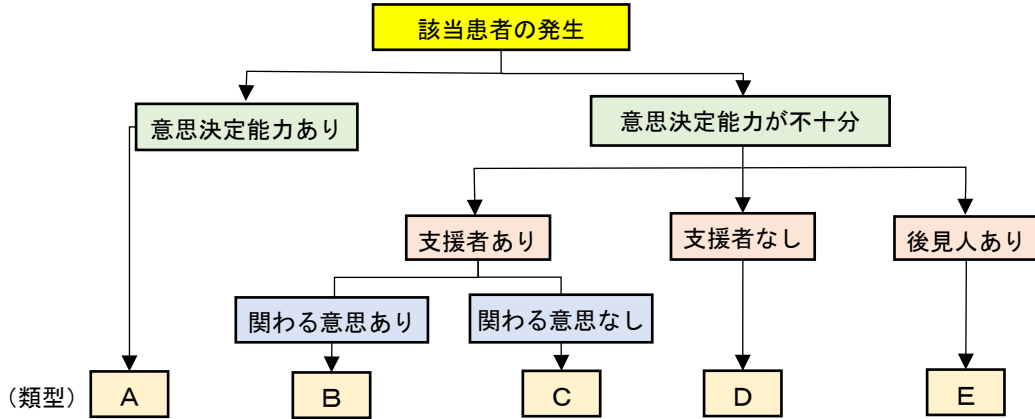 該当患者の発生
意思決定能力あり
意思決定能力が不十分
支援者あり
支援者なし
後見人あり
関わる意思あり
関わる意思なし
（類型）
Ａ
Ｂ
Ｃ
Ｄ
Ｅ